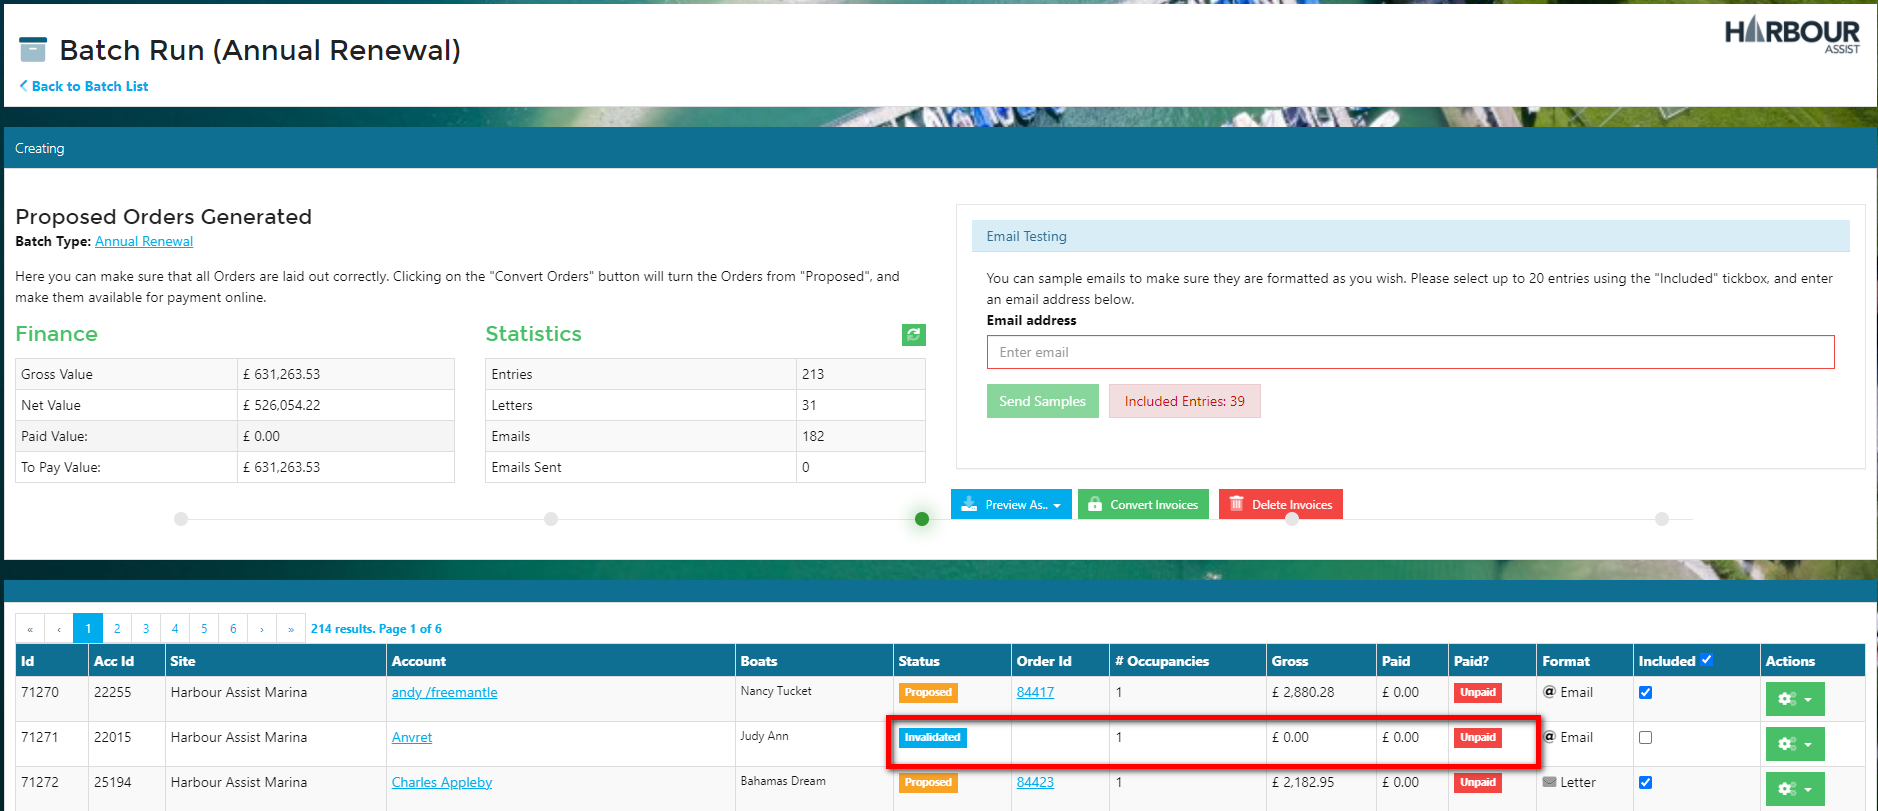 Batch Run (Annual Renewal)
HARBOUR
ASSIST
Back to Batch List
Creating
Proposed Orders Generated
Batch Type: Annual Renewal
Here you can make sure that all Orders are laid out correctly. Clicking on the "Convert Orders" button will turn the Orders from "Proposed", and
make them available for payment online.
Finance
Gross Value £ 631,263.53
Net Value £ 526,054.22
Paid Value: £ 0.00
To Pay Value: £ 631,263.53
Statistics
Entries 213
Letters 31
Emails 182
Emails Sent 0
Email Testing
You can sample emails to make sure they are formatted as you wish. Please select up to 20 entries using the "Included" tickbox, and enter
an email address below.
Email address
Enter email
Send Samples Included Entries: 39
Preview As.. Convert Invoices Delete Invoices
« ‹ 1 2 3 4 5 6 › » 214 results. Page 1 of 6
Id Acc Id Site Account Boats Status Order Id # Occupancies Gross Paid Paid? Format Included Actions
71270 22255 Harbour Assist Marina andy /freemantle Nancy Tucket Proposed 84417 1 £ 2,880.28 £ 0.00 Unpaid @ Email
71271 22015 Harbour Assist Marina Anvret Judy Ann Invalidated 1 £ 0.00 £ 0.00 Unpaid @ Email
71272 25194 Harbour Assist Marina Charles Appleby Bahamas Dream Proposed 84423 1 £ 2,182.95 £ 0.00 Unpaid Letter